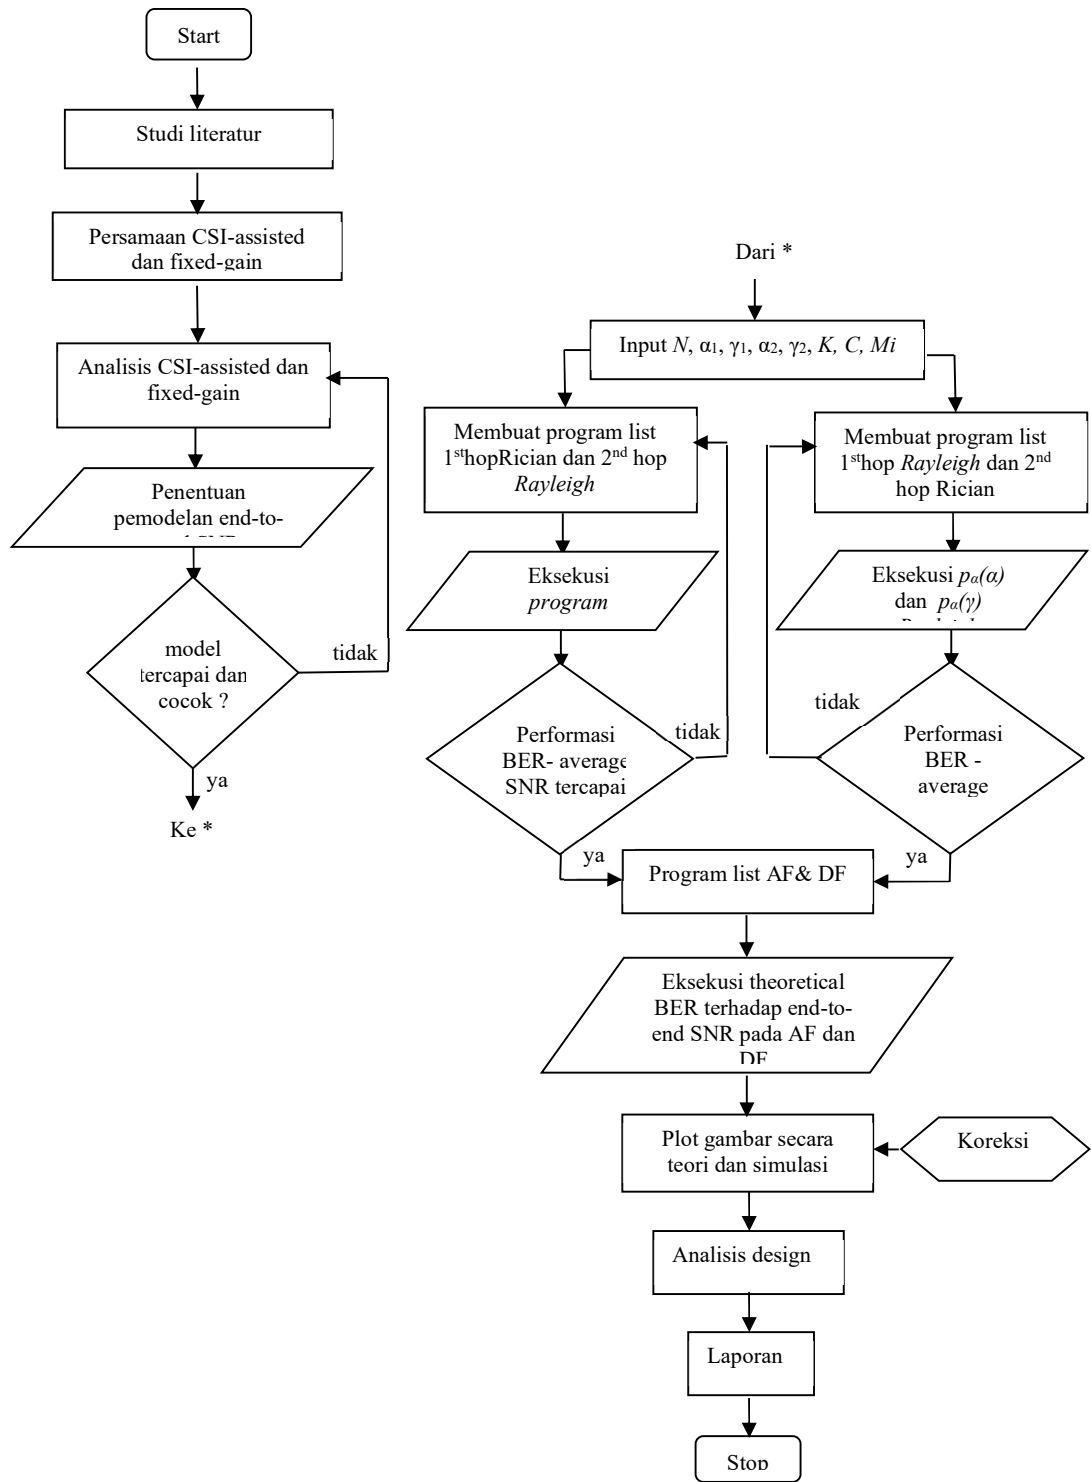 Start
Studi literatur
Persamaan CSI-assisted
dan fixed-gain
Analisis CSI-assisted dan
fixed-gain
Penentuan
pemodelan end-to-
model
tercapai dan
cocok ?
tidak
ya
Ke *
Dari *
Input N, α1, γ1, α2, γ2, K, C, Mi
Membuat program list
1sthopRician dan 2nd hop
Rayleigh
Eksekusi
program
Performasi
BER- average
SNR tercapai
tidak
ya
Membuat program list
1sthop Rayleigh dan 2nd
hop Rician
Eksekusi pα(α)
dan pα(γ)
Performasi
BER -
average
tidak
ya
Program list AF& DF
Eksekusi theoretical
BER terhadap end-to-
end SNR pada AF dan
DF
Plot gambar secara
teori dan simulasi
Koreksi
Analisis design
Laporan
Stop